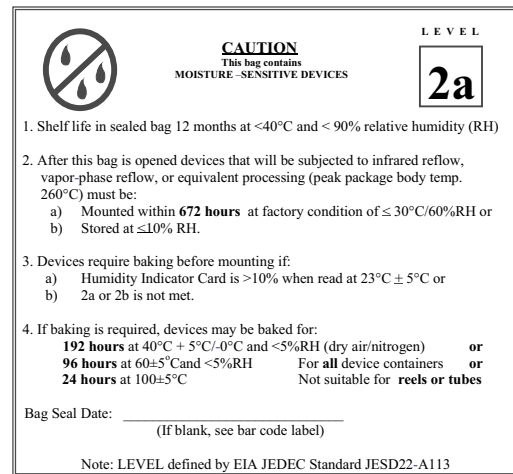 LEVEL
CAUTION
This bag contains
MOISTURE –SENSITIVE DEVICES
2a
1. Shelf life in sealed bag 12 months at <40°C and < 90% relative humidity (RH)
2. After this bag is opened devices that will be subjected to infrared reflow,
vapor-phase reflow, or equivalent processing (peak package body temp.
260°C) must be:
a) Mounted within 672 hours at factory condition of ≤ 30°C/60%RH or
b) Stored at ≤10% RH.
3. Devices require baking before mounting if:
a) Humidity Indicator Card is >10% when read at 23°C ± 5°C or
b) 2a or 2b is not met.
4. If baking is required, devices may be baked for:
192 hours at 40°C + 5°C/-0°C and <5%RH (dry air/nitrogen) or
96 hours at 60±5°Cand <5%RH For all device containers or
24 hours at 100±5°C Not suitable for reels or tubes
Bag Seal Date: ______________________________
(If blank, see bar code label)
Note: LEVEL defined by EIA JEDEC Standard JESD22-A113